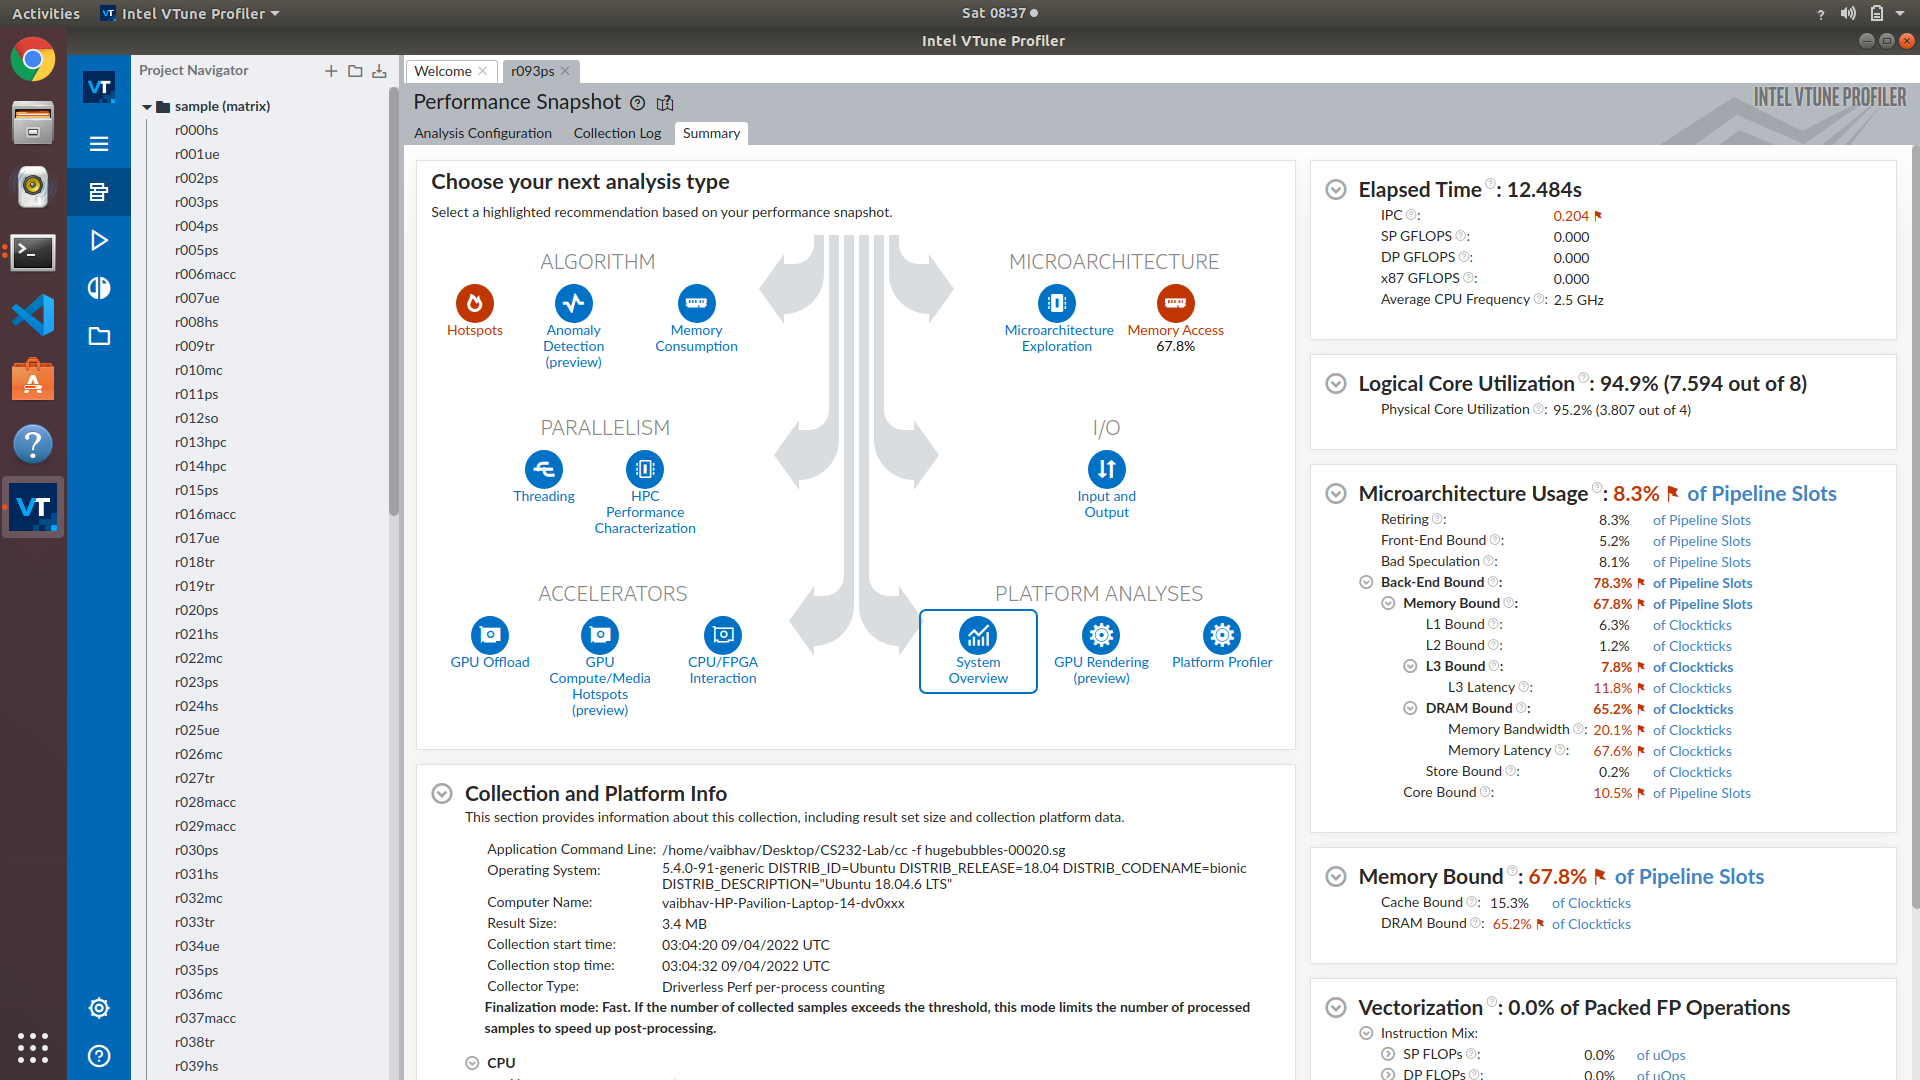 Activities
Intel VTune Profiler
Sat 08:37
?
Intel VTune Profiler
VT
VT
Project Navigator
sample (matrix)
r000hs
r001ue
r002ps
r003ps
r004ps
r005ps
r006macc
r007ue
r008hs
r009tr
r010mc
r011ps
r012so
r013hpc
r014hpc
r015ps
r016macc
r017ue
r018tr
r019tr
r020ps
r021hs
r022mc
r023ps
r024hs
r025ue
r026mc
r027tr
r028macc
r029macc
r030ps
r031hs
r032mc
r033tr
r034ue
r035ps
r036mc
r037macc
r038tr
r039hs
Welcome
r093ps
Performance Snapshot
INTEL VTUNE PROFILER
Analysis Configuration Collection Log Summary
Choose your next analysis type
Select a highlighted recommendation based on your performance snapshot.
ALGORITHM
Hotspots
Anomaly
Detection
(preview)
Memory
Consumption
MICROARCHITECTURE
Microarchitecture
Exploration
Memory Access
67.8%
PARALLELISM
Threading
HPC
Performance
Characterization
I/O
Input and
Output
ACCELERATORS
GPU Offload
GPU
Compute/Media
Hotspots
(preview)
CPU/FPGA
Interaction
PLATFORM ANALYSES
System
Overview
GPU Rendering
(preview)
Platform Profiler
Collection and Platform Info
This section provides information about this collection, including result set size and collection platform data.
Application Command Line: /home/vaibhav/Desktop/CS232-Lab/cc -f hugebubbles-00020.sg
Operating System: 5.4.0-91-generic DISTRIB_ID=Ubuntu DISTRIB_RELEASE=18.04 DISTRIB_CODENAME=bionic
DISTRIB_DESCRIPTION="Ubuntu 18.04.6 LTS"
Computer Name: vaibhav-HP-Pavilion-Laptop-14-dv0xxx
Result Size: 3.4 MB
Collection start time: 03:04:20 09/04/2022 UTC
Collection stop time: 03:04:32 09/04/2022 UTC
Collector Type: Driverless Perf per-process counting
Finalization mode: Fast. If the number of collected samples exceeds the threshold, this mode limits the number of processed
samples to speed up post-processing.
CPU
Elapsed Time: 12.484s
IPC: 0.204
SP GFLOPS: 0.000
DP GFLOPS: 0.000
x87 GFLOPS: 0.000
Average CPU Frequency: 2.5 GHz
Logical Core Utilization: 94.9% (7.594 out of 8)
Physical Core Utilization: 95.2% (3.807 out of 4)
Microarchitecture Usage: 8.3% of Pipeline Slots
Retiring: 8.3% of Pipeline Slots
Front-End Bound: 5.2% of Pipeline Slots
Bad Speculation: 8.1% of Pipeline Slots
Back-End Bound: 78.3% of Pipeline Slots
Memory Bound: 67.8% of Pipeline Slots
L1 Bound: 6.3% of Clockticks
L2 Bound: 1.2% of Clockticks
L3 Bound: 7.8% of Clockticks
L3 Latency: 11.8% of Clockticks
DRAM Bound: 65.2% of Clockticks
Memory Bandwidth: 20.1% of Clockticks
Memory Latency: 67.6% of Clockticks
Store Bound: 0.2% of Clockticks
Core Bound: 10.5% of Pipeline Slots
Memory Bound: 67.8% of Pipeline Slots
Cache Bound: 15.3% of Clockticks
DRAM Bound: 65.2% of Clockticks
Vectorization: 0.0% of Packed FP Operations
Instruction Mix:
SP FLOPs: 0.0% of uOps
DP FLOPs: 0.0% of uOps